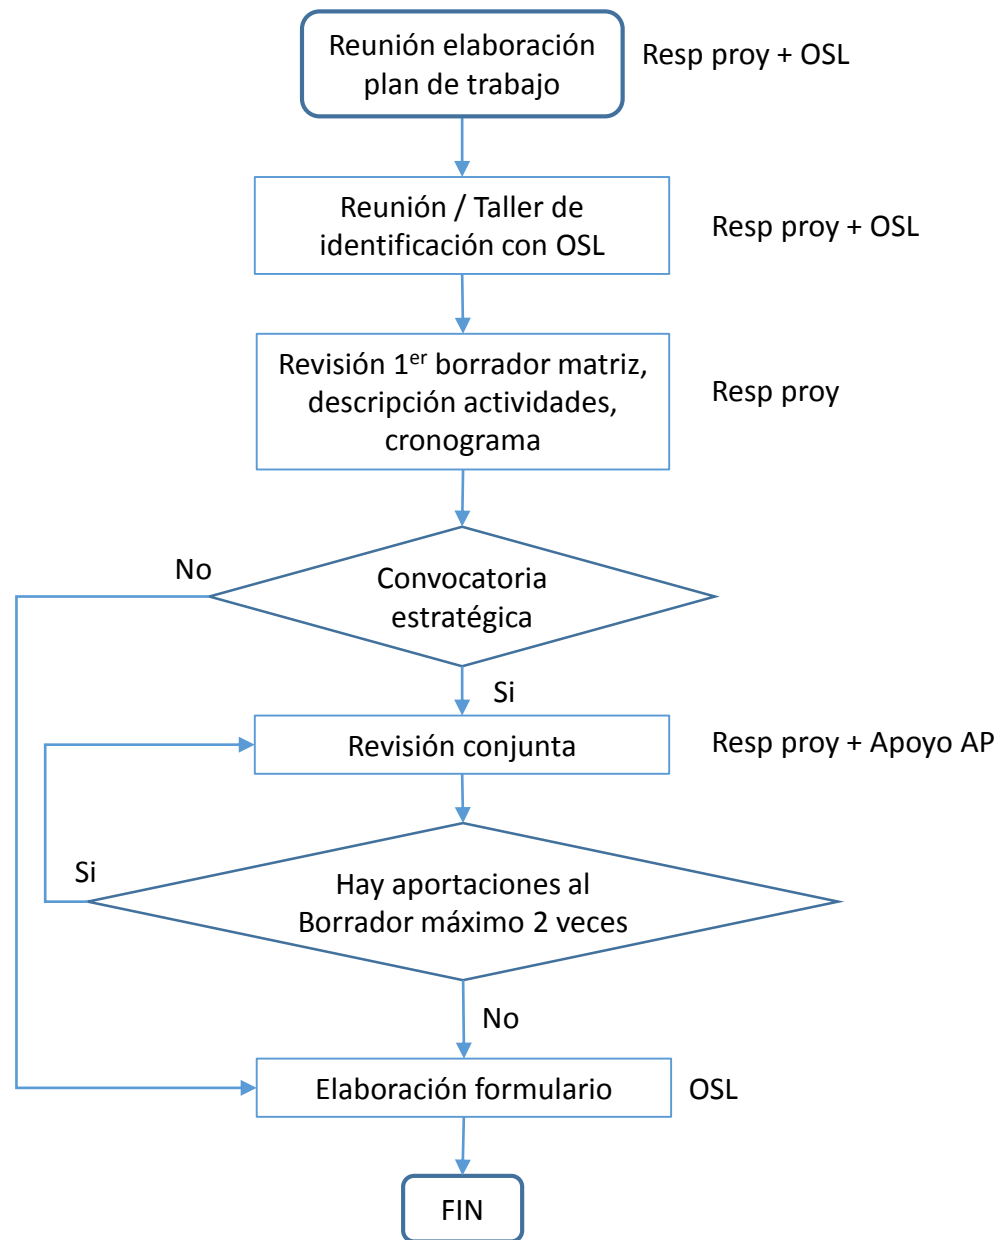 Reunión elaboración
plan de trabajo
Resp proy + OSL
Reunión / Taller de
identificación con OSL
Resp proy + OSL
Revisión 1er borrador matriz,
descripción actividades,
cronograma
Resp proy
No
Convocatoria
estratégica
Si
Revisión conjunta
Resp proy + Apoyo AP
Si
Hay aportaciones al
Borrador máximo 2 veces
No
Elaboración formulario
OSL
FIN